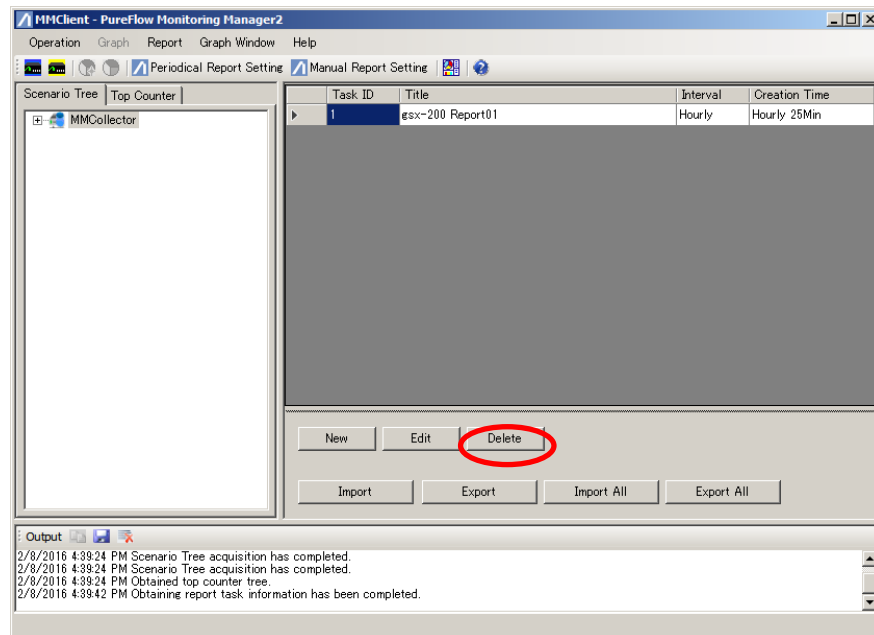 MMClient - PureFlow Monitoring Manager2
Operation Graph Report Graph Window Help
Periodical Report Setting Manual Report Setting
Scenario Tree Top Counter
Task ID Title Interval Creation Time
MMCollector
1 gsx-200 Report01 Hourly Hourly 25Min
New Edit Delete
Import Export Import All Export All
Output
2/8/2016 4:39:24 PM Scenario Tree acquisition has completed.
2/8/2016 4:39:24 PM Scenario Tree acquisition has completed.
2/8/2016 4:39:24 PM Obtained top counter tree.
2/8/2016 4:39:42 PM Obtaining report task information has been completed.